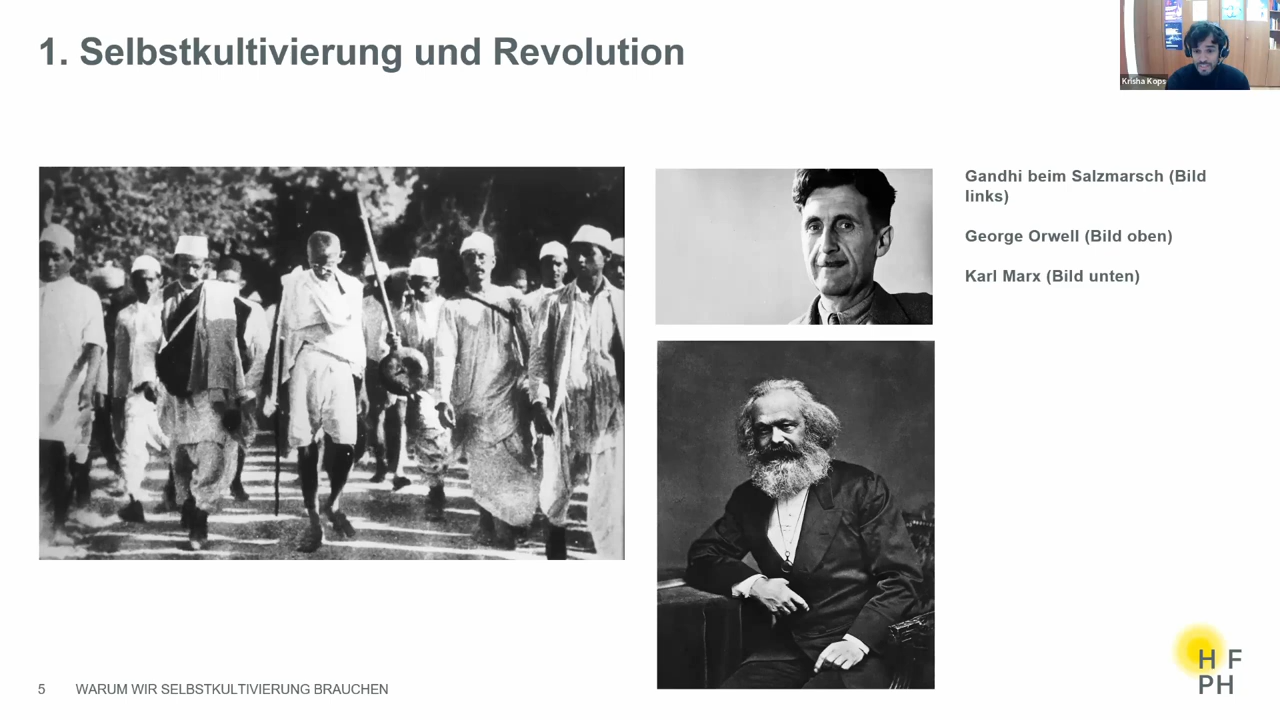 1. Selbstkultivierung und Revolution
Krisha Kops
Gandhi beim Salzmarsch (Bild
links)
George Orwell (Bild oben)
Karl Marx (Bild unten)
H F
PH
5 WARUM WIR SELBSTKULTIVIERUNG BRAUCHEN